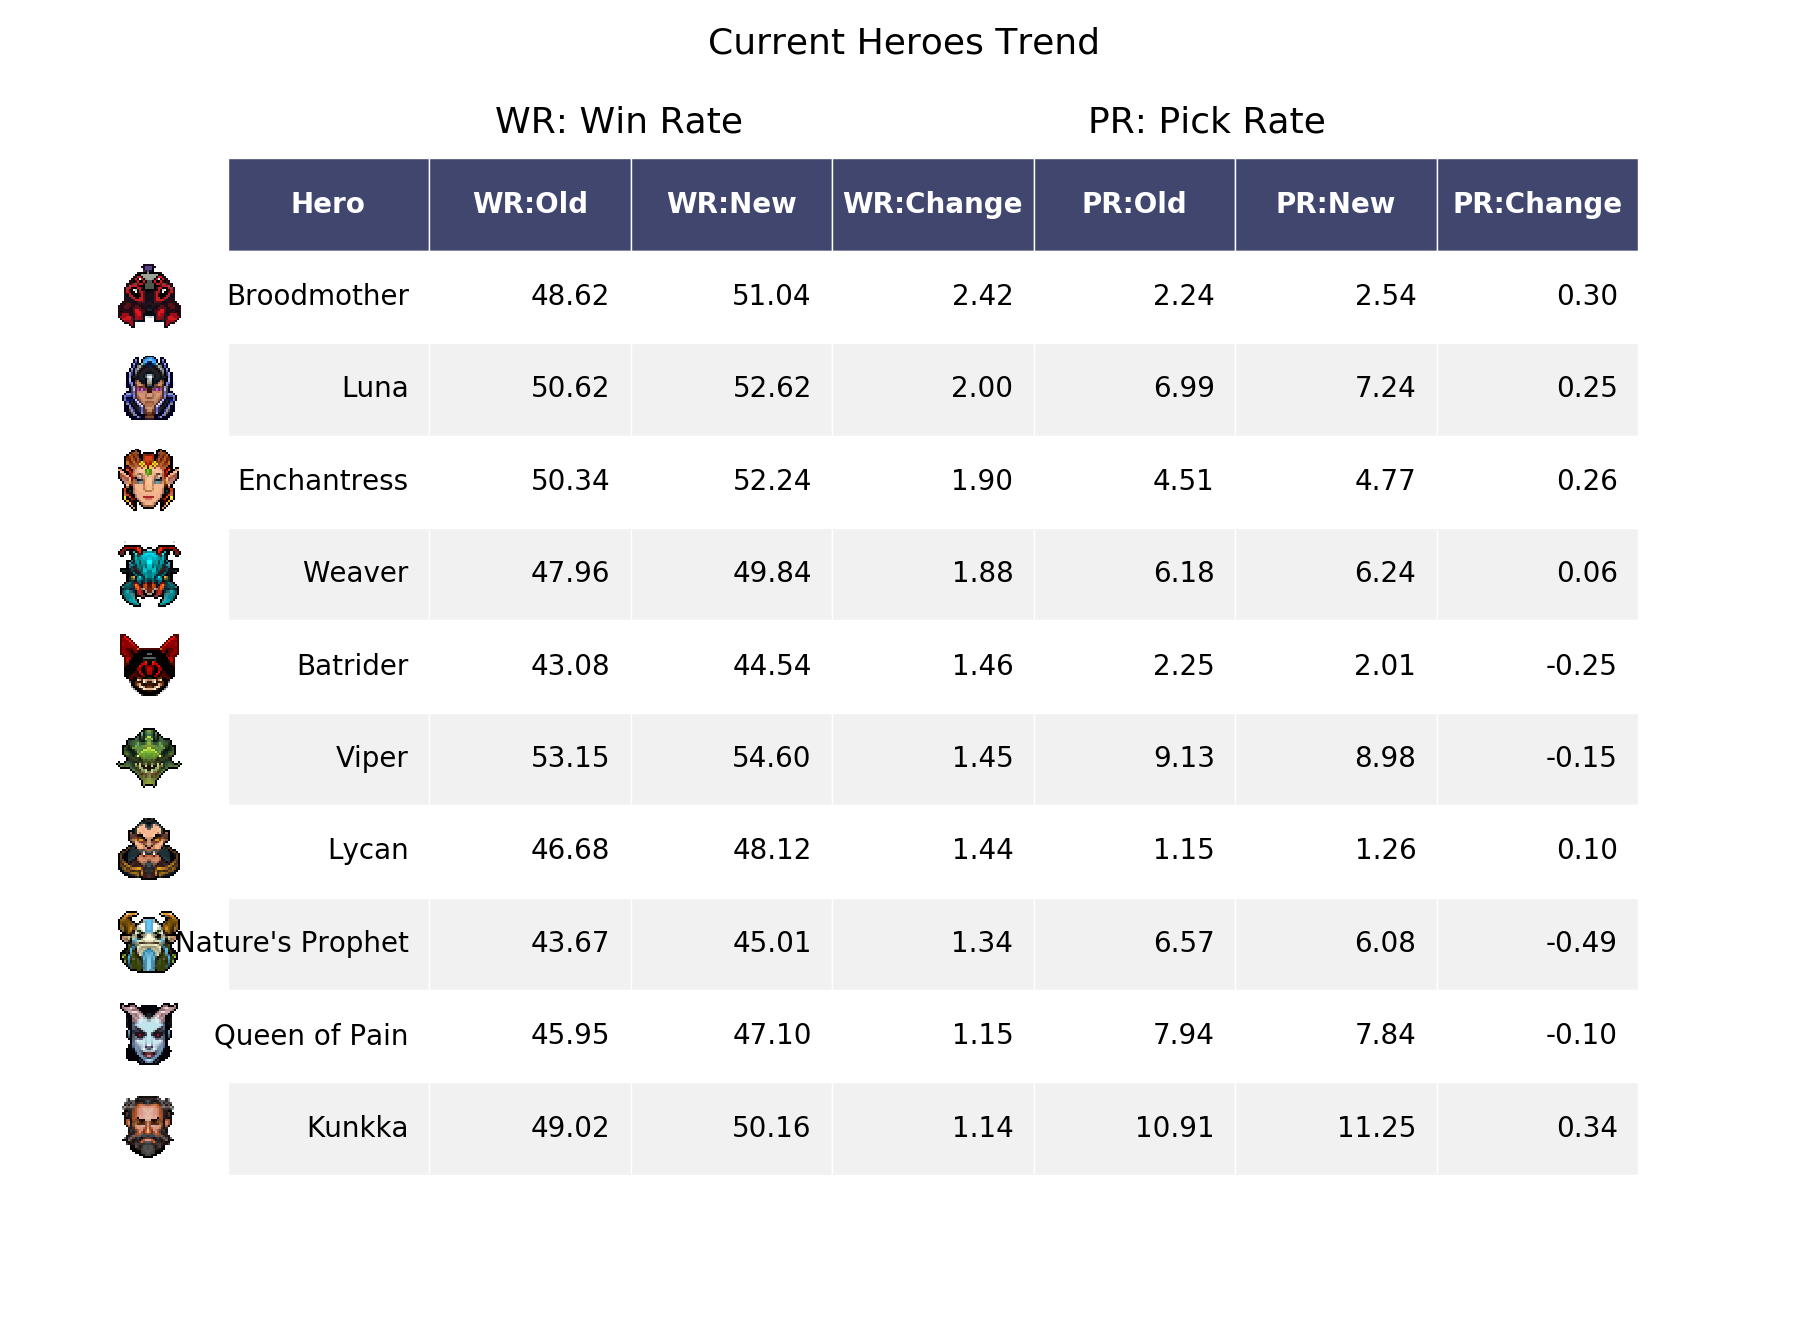 Current Heroes Trend
WR: Win Rate PR: Pick Rate
Hero WR:Old WR:New WR:Change PR:Old PR:New PR:Change
Broodmother 48.62 51.04 2.42 2.24 2.54 0.30
Luna 50.62 52.62 2.00 6.99 7.24 0.25
Enchantress 50.34 52.24 1.90 4.51 4.77 0.26
Weaver 47.96 49.84 1.88 6.18 6.24 0.06
Batrider 43.08 44.54 1.46 2.25 2.01 -0.25
Viper 53.15 54.60 1.45 9.13 8.98 -0.15
Lycan 46.68 48.12 1.44 1.15 1.26 0.10
Nature's Prophet 43.67 45.01 1.34 6.57 6.08 -0.49
Queen of Pain 45.95 47.10 1.15 7.94 7.84 -0.10
Kunkka 49.02 50.16 1.14 10.91 11.25 0.34